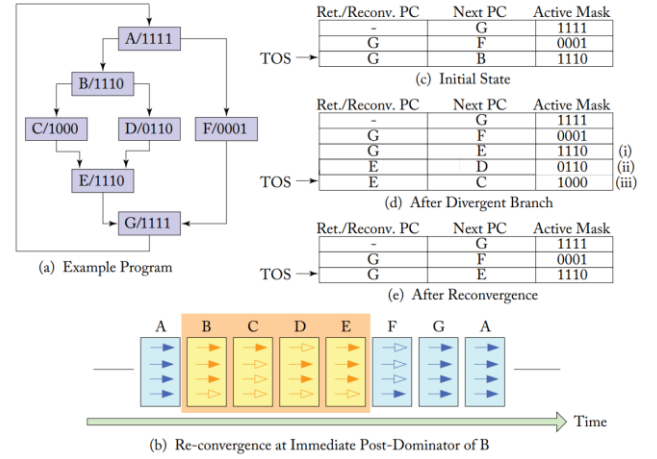 A/1111
B/1110
C/1000 D/0110 F/0001
E/1110
G/1111
(a) Example Program
Ret./Reconv. PC Next PC Active Mask
- G 1111
G F 0001
TOS G B 1110
(c) Initial State
Ret./Reconv. PC Next PC Active Mask
- G 1111
G F 0001
G E 1110 (i)
E D 0110 (ii)
TOS E C 1000 (iii)
(d) After Divergent Branch
Ret./Reconv. PC Next PC Active Mask
- G 1111
G F 0001
TOS G E 1110
(e) After Reconvergence
A B C D E F G A
Time
(b) Re-convergence at Immediate Post-Dominator of B